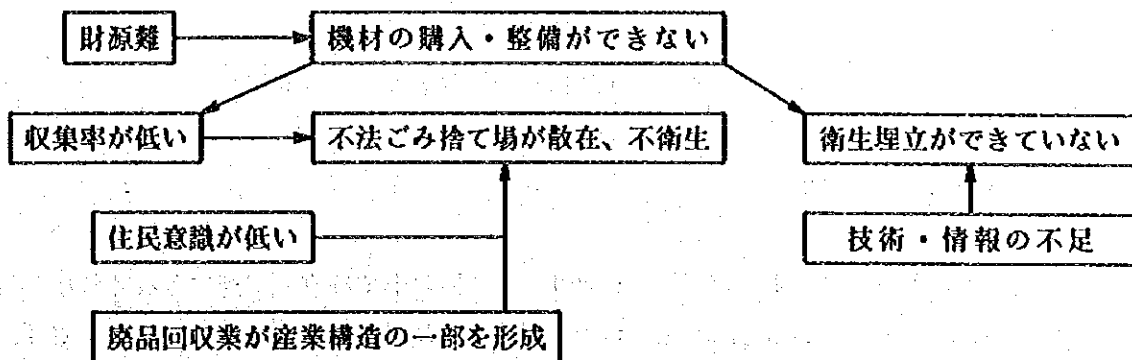 財源難
機材の購入・整備ができない
収集率が低い
不法ごみ捨て場が散在、不衛生
衛生埋立ができていない
住民意識が低い
技術・情報の不足
廃品回収業が産業構造の一部を形成